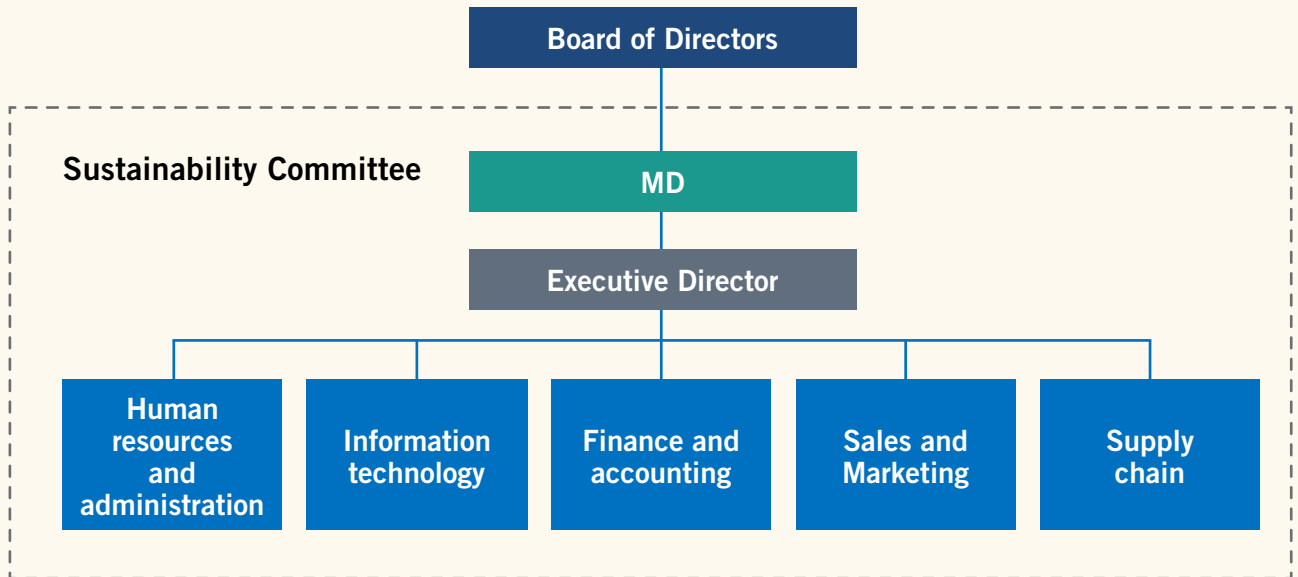 Board of Directors
Sustainability Committee
MD
Executive Director
Human
resources
and
administration
Information
technology
Finance and
accounting
Sales and
Marketing
Supply
chain